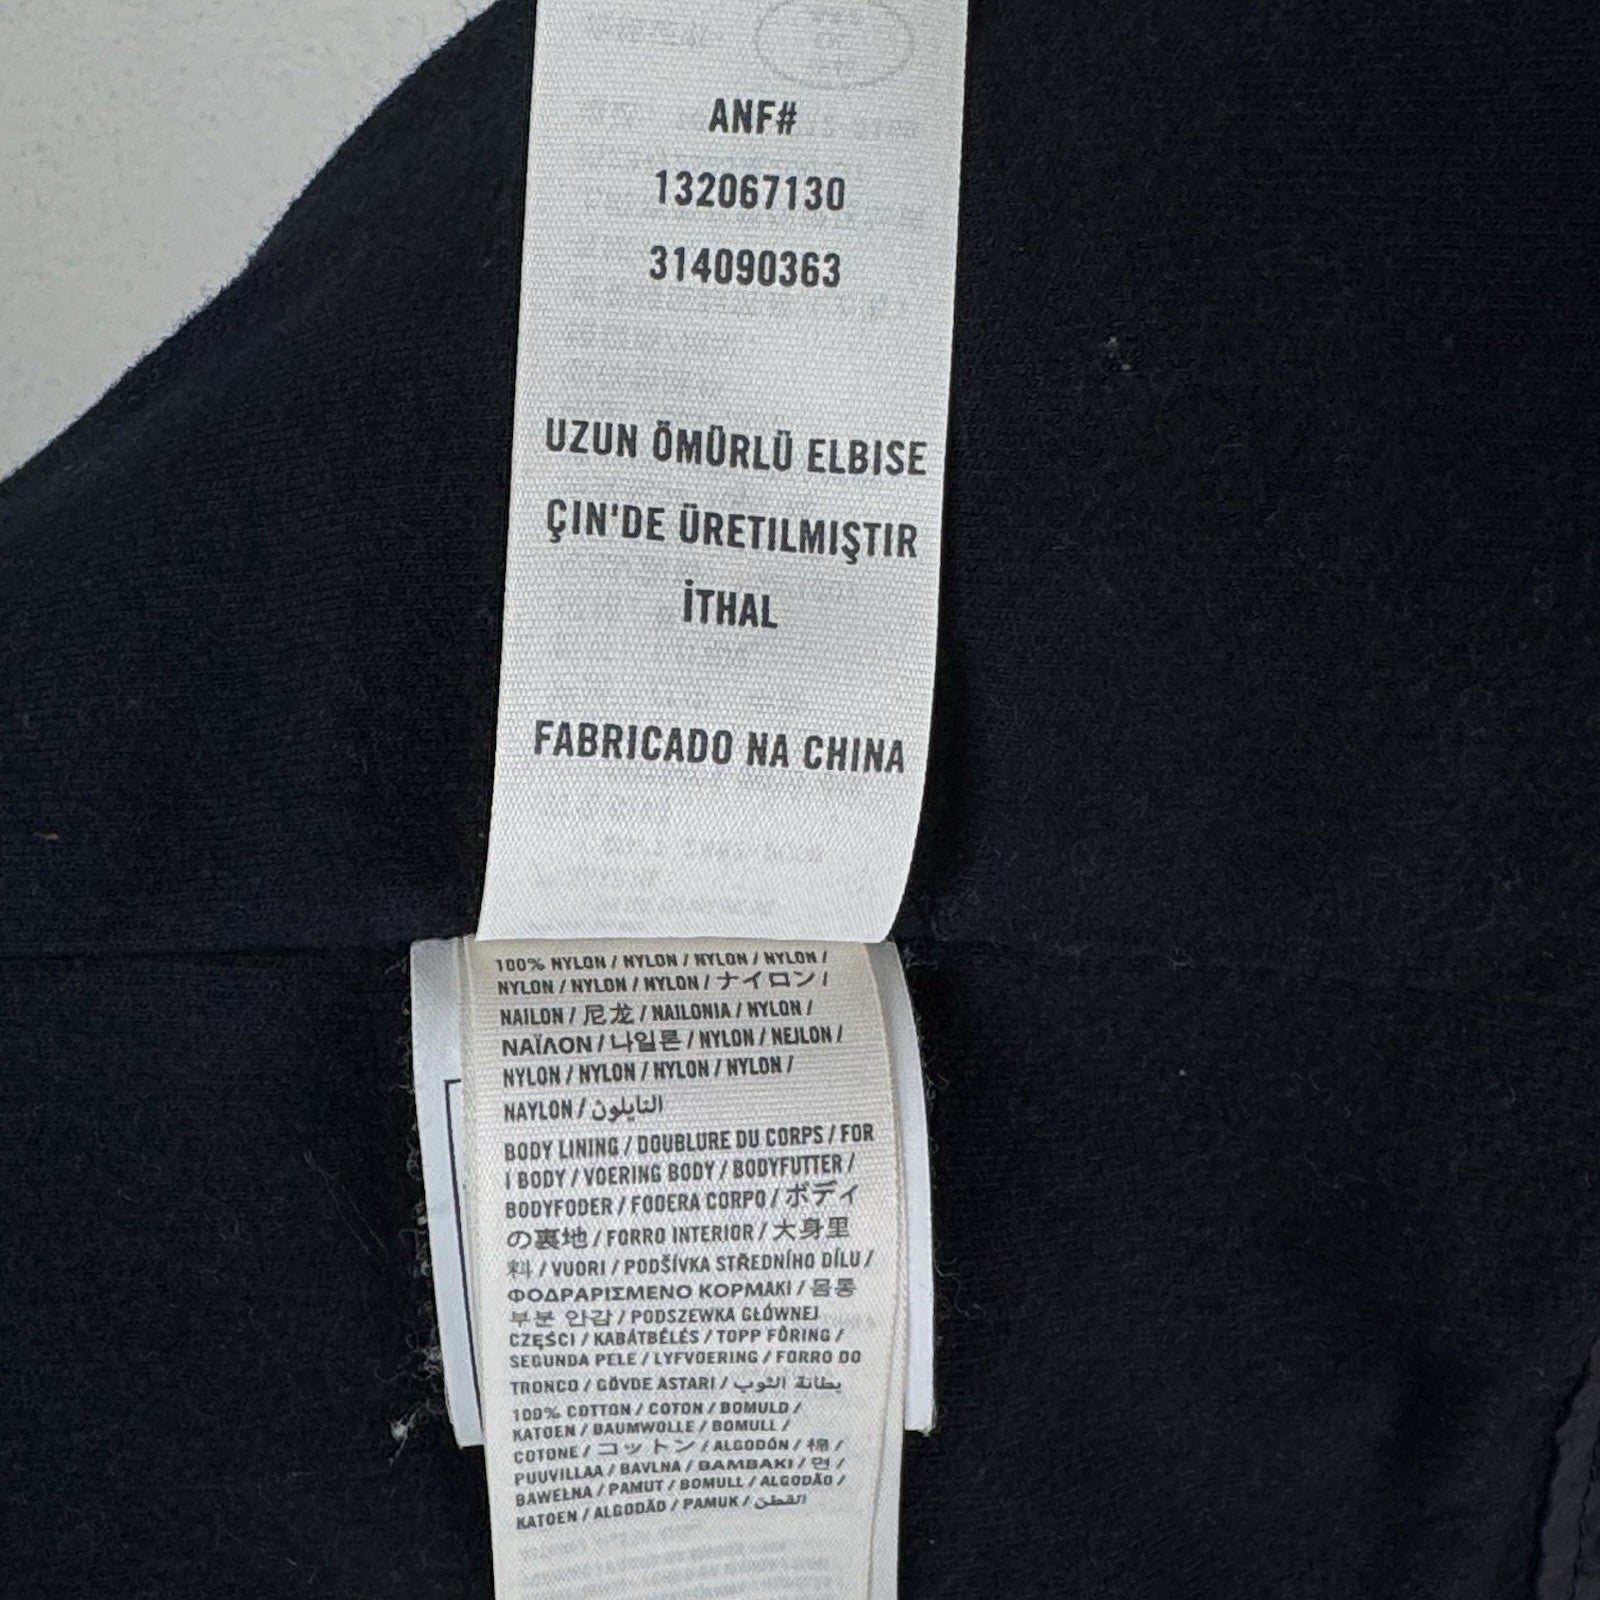 ANF#
132067130
314090363
UZUN ÖMÜRLÜ ELBISE
ÇIN'DE ÜRETILMIŞTIR
İTHAL
FABRICADO NA CHINA
100% NYLON / NYLON / NYLON / NYLON /
NYLON / NYLON / NYLON / ナイロン /
NAILON / 尼龙 / NAILONIA / NYLON /
ΝΑΪΛΟΝ / 나일론 / NYLON / NEJLON /
NYLON / NYLON / NYLON / NYLON /
NAYLON / النايلون
BODY LINING / DOUBLURE DU CORPS / FOR
I BODY / VOERING BODY / BODYFUTTER /
BODYFODER / FODERA CORPO / ボディ
の裏地 / FORRO INTERIOR / 大身里
料 / VUORI / PODŠÍVKA STŘEDNÍHO DÍLU /
ΦΟΔΡΑΡΙΣΜΕΝΟ ΚΟΡΜΑΚΙ / 몸통
부분 안감 / PODSZEWKA GŁÓWNEJ
CZĘŚCI / KABÁTBÉLÉS / TOPP FÔRING /
SEGUNDA PELE / LYFVOERING / FORRO DO
TRONCO / GÖVDE ASTARI / بطانة الثوب
100% COTTON / COTON / BOMULD /
KATOEN / BAUMWOLLE / BOMULL /
COTONE / コットン / ALGODÓN / 棉 /
PUUVILLAA / BAVLNA / ΒΑΜΒΑΚΙ / 면 /
BAWEŁNA / PAMUT / BOMULL / ALGODÃO /
KATOEN / ALGODÃO / PAMUK / القطن